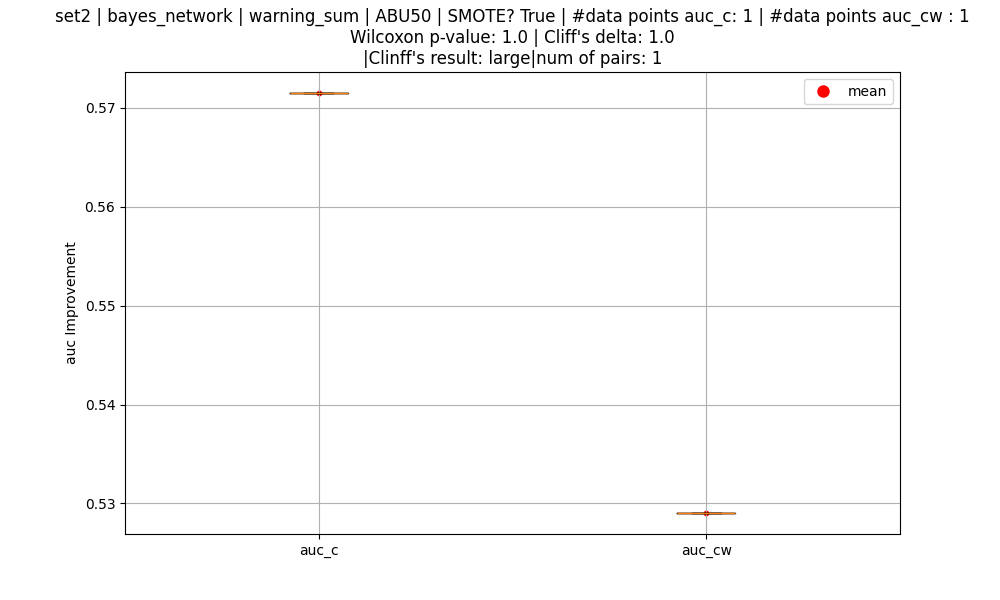 set2 | bayes_network | warning_sum | ABU50 | SMOTE? True | #data points auc_c: 1 | #data points auc_cw : 1
Wilcoxon p-value: 1.0 | Cliff's delta: 1.0
|Clinff's result: large|num of pairs: 1
mean
0.57
0.56
0.55
0.54
0.53
auc Improvement
auc_c
auc_cw